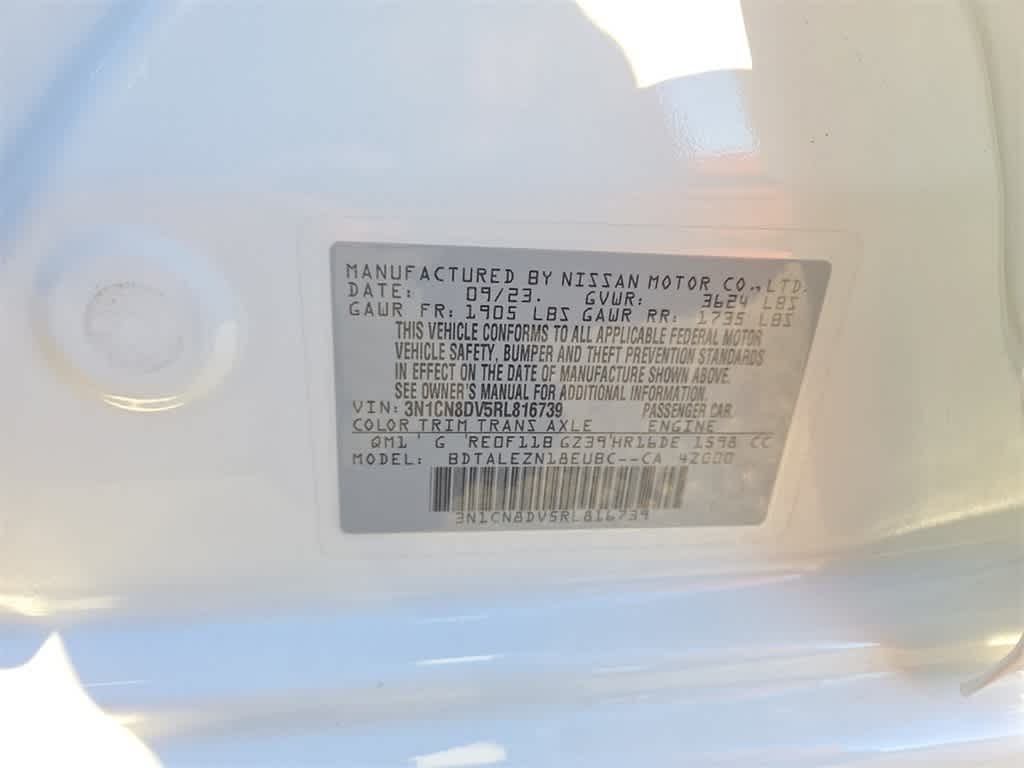 MANUFACTURED BY NISSAN MOTOR CO., LTD.
DATE: 09/23. GVWR: 3624 LBS
GAWR FR: 1905 LBS GAWR RR: 1735 LBS
THIS VEHICLE CONFORMS TO ALL APPLICABLE FEDERAL MOTOR
VEHICLE SAFETY, BUMPER AND THEFT PREVENTION STANDARDS
IN EFFECT ON THE DATE OF MANUFACTURE SHOWN ABOVE.
SEE OWNER'S MANUAL FOR ADDITIONAL INFORMATION.
VIN: 3N1CN8DV5RL816739 PASSENGER CAR
COLOR TRIM TRANS AXLE ENGINE
QM1 G RE0F11B GZ39 HR16DE 1598 CC
MODEL: BDTALEZN18EUBC--CA 42000
3N1CN8DV5RL816739